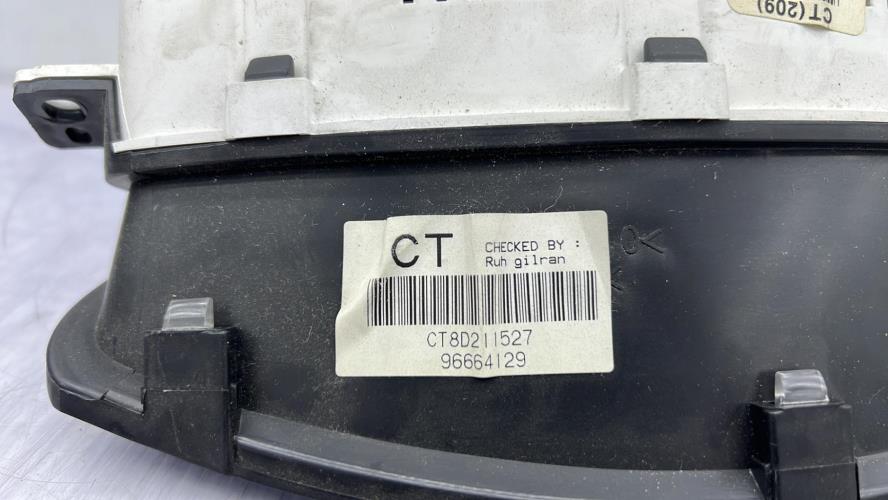 CT(209)
CT
CHECKED BY :
Ruh gilran
CT8D211527
96664129